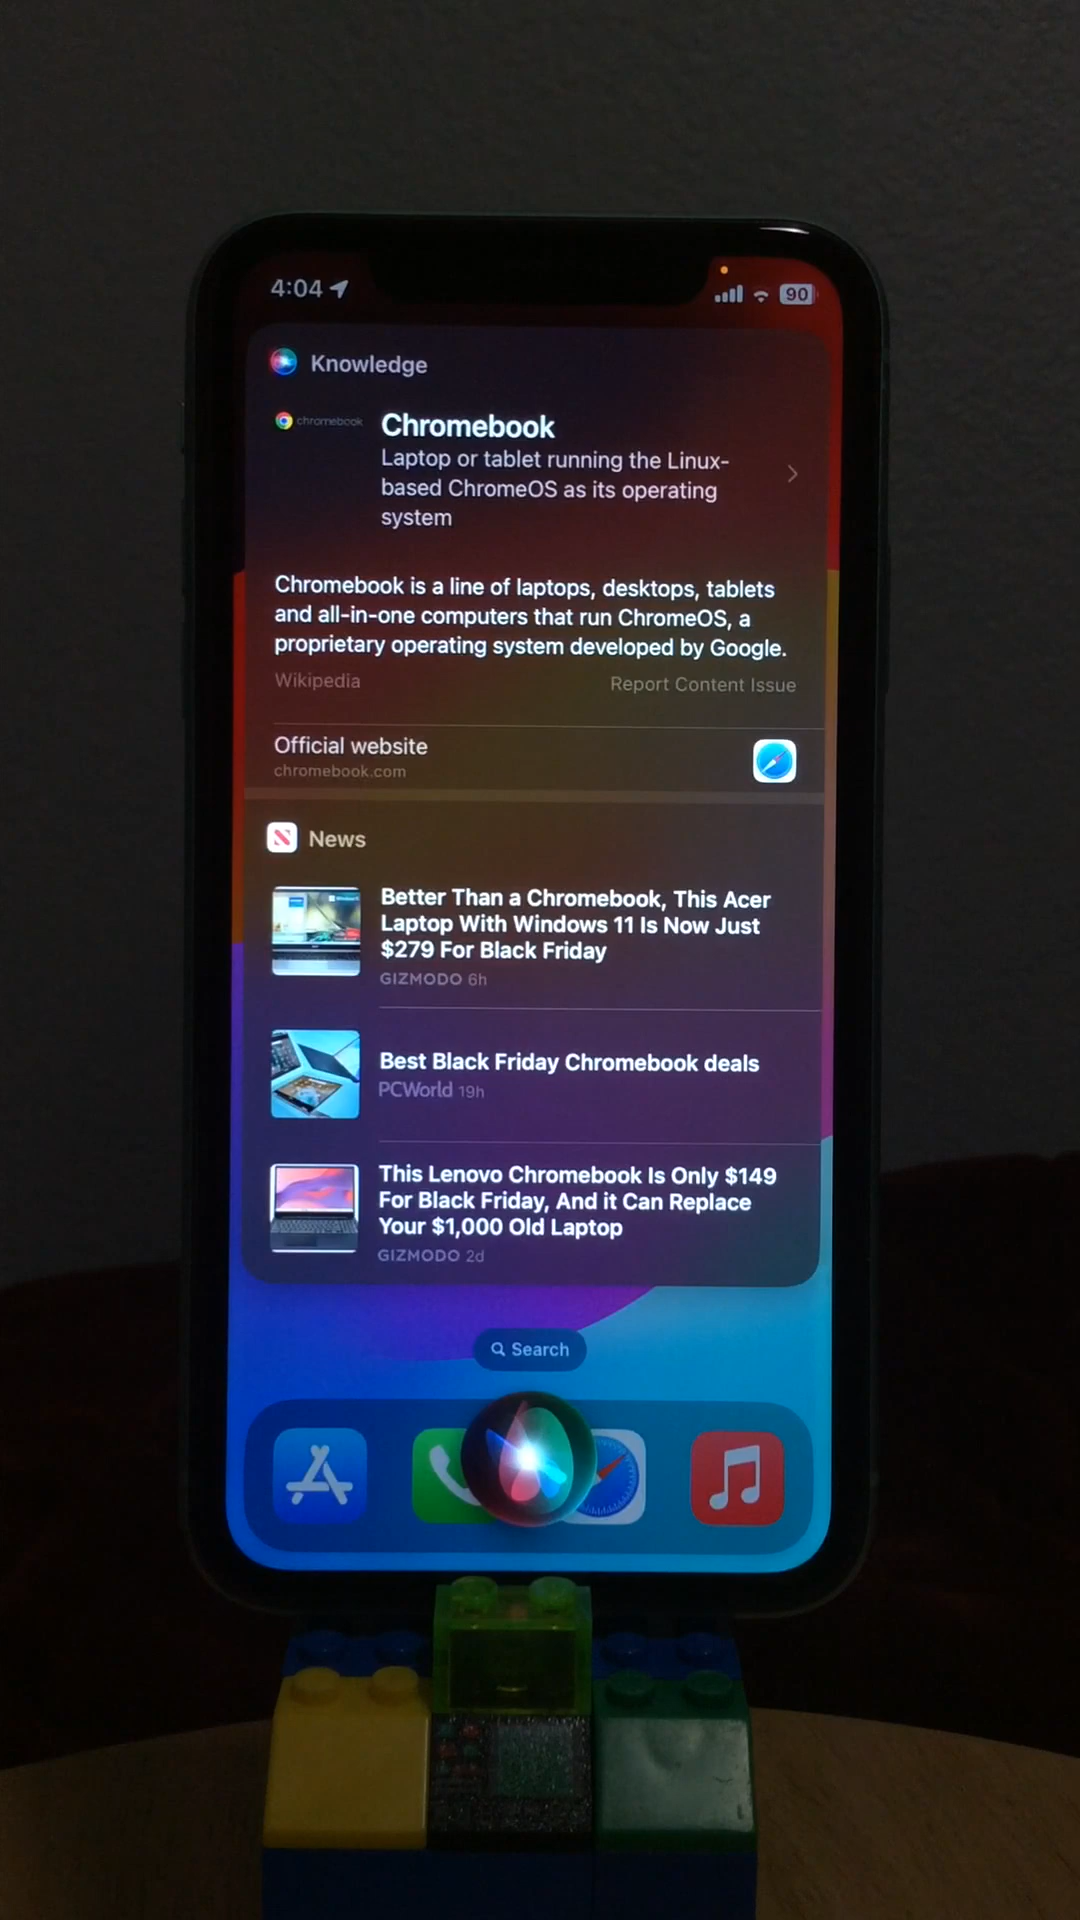 4:04
90
Knowledge
chromebook
Chromebook
Laptop or tablet running the Linux-
based ChromeOS as its operating
system
Chromebook is a line of laptops, desktops, tablets
and all-in-one computers that run ChromeOS, a
proprietary operating system developed by Google.
Wikipedia
Report Content Issue
Official website
chromebook.com
News
Better Than a Chromebook, This Acer
Laptop With Windows 11 Is Now Just
$279 For Black Friday
GIZMODO 6h
Best Black Friday Chromebook deals
PCWorld 19h
This Lenovo Chromebook Is Only $149
For Black Friday, And it Can Replace
Your $1,000 Old Laptop
GIZMODO 2d
Search